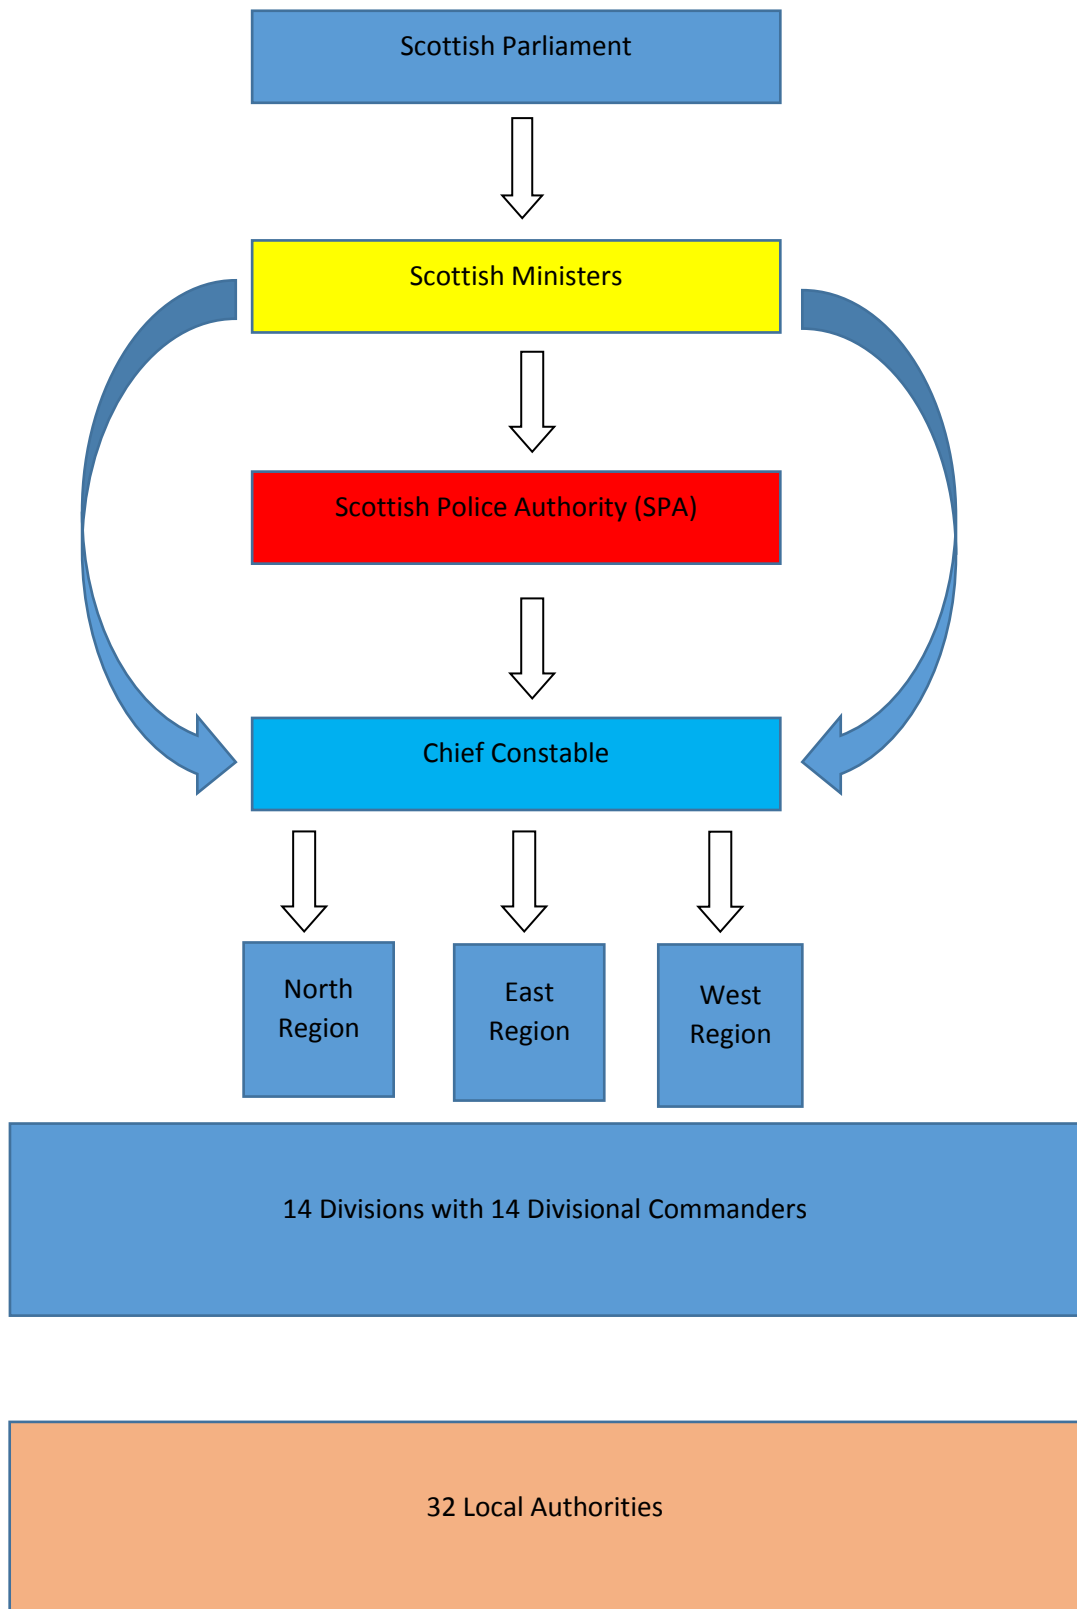 Scottish Parliament
Scottish Ministers
Scottish Police Authority (SPA)
Chief Constable
North
Region
East
Region
West
Region
14 Divisions with 14 Divisional Commanders
32 Local Authorities